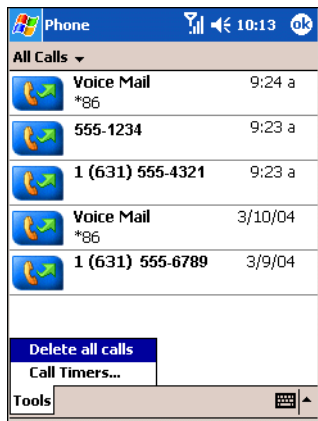 Phone 10:13 ok
All Calls
Voice Mail 9:24 a
*86
555-1234 9:23 a
1 (631) 555-4321 9:23 a
Voice Mail 3/10/04
*86
1 (631) 555-6789 3/9/04
Delete all calls
Call Timers...
Tools